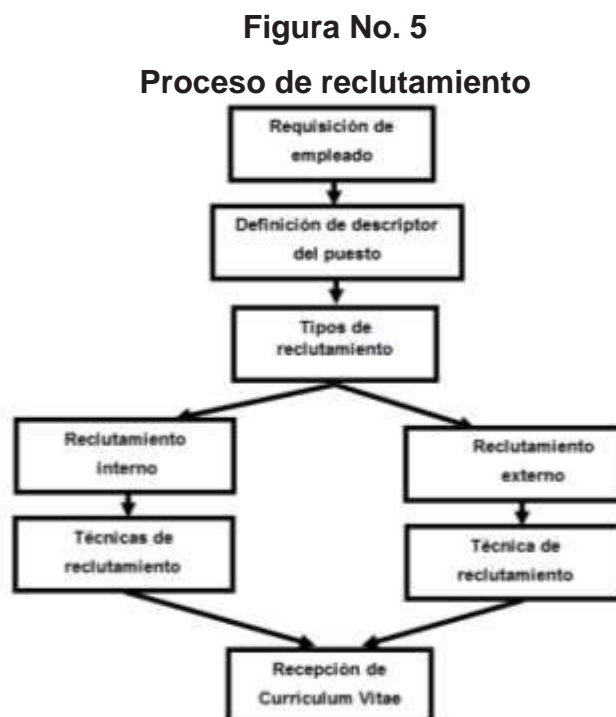 Figura No. 5
Proceso de reclutamiento
Requisición de
empleado
Definición de descriptor
del puesto
Tipos de
reclutamiento
Reclutamiento
interno
Reclutamiento
externo
Técnicas de
reclutamiento
Técnica de
reclutamiento
Recepción de
Curriculum Vitae